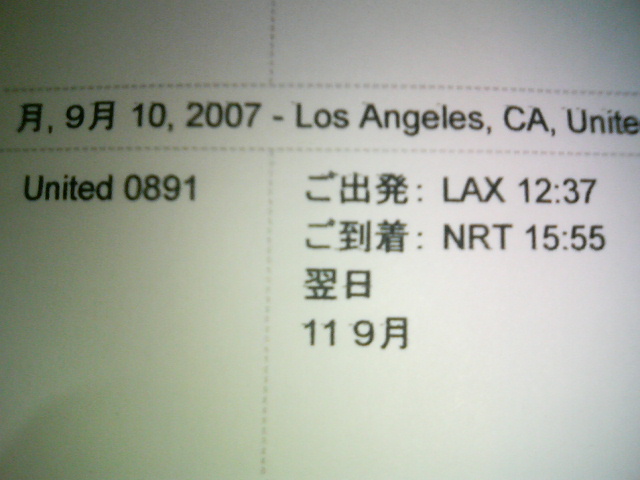 月, 9月 10, 2007 - Los Angeles, CA, Unite
United 0891
ご出発: LAX 12:37
ご到着: NRT 15:55
翌日
11 9月